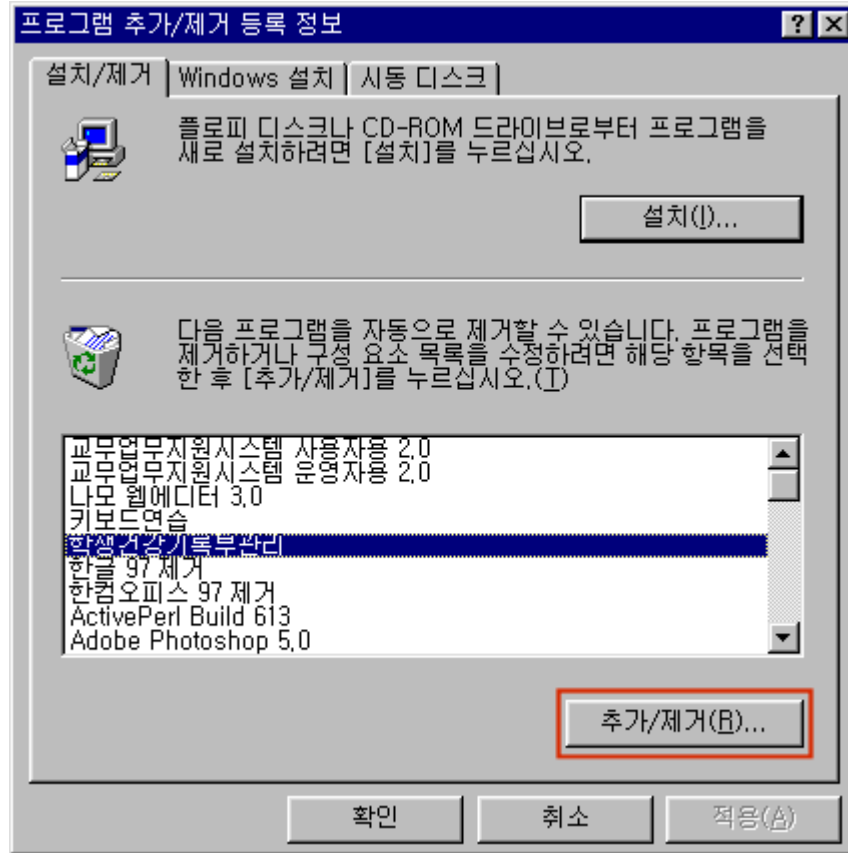 프로그램 추가/제거 등록 정보
설치/제거
Windows 설치
시동 디스크
플로피 디스크나 CD-ROM 드라이브로부터 프로그램을
새로 설치하려면 [설치]를 누르십시오.
설치(I)...
다음 프로그램을 자동으로 제거할 수 있습니다. 프로그램을
제거하거나 구성 요소 목록을 수정하려면 해당 항목을 선택
한 후 [추가/제거]를 누르십시오.(T)
교무업무지원시스템 사용자용 2.0
교무업무지원시스템 운영자용 2.0
나모 웹에디터 3.0
키보드연습
학생건강기록부관리
한글 97 제거
한컴오피스 97 제거
ActivePerl Build 613
Adobe Photoshop 5.0
추가/제거(R)...
확인
취소
적용(A)